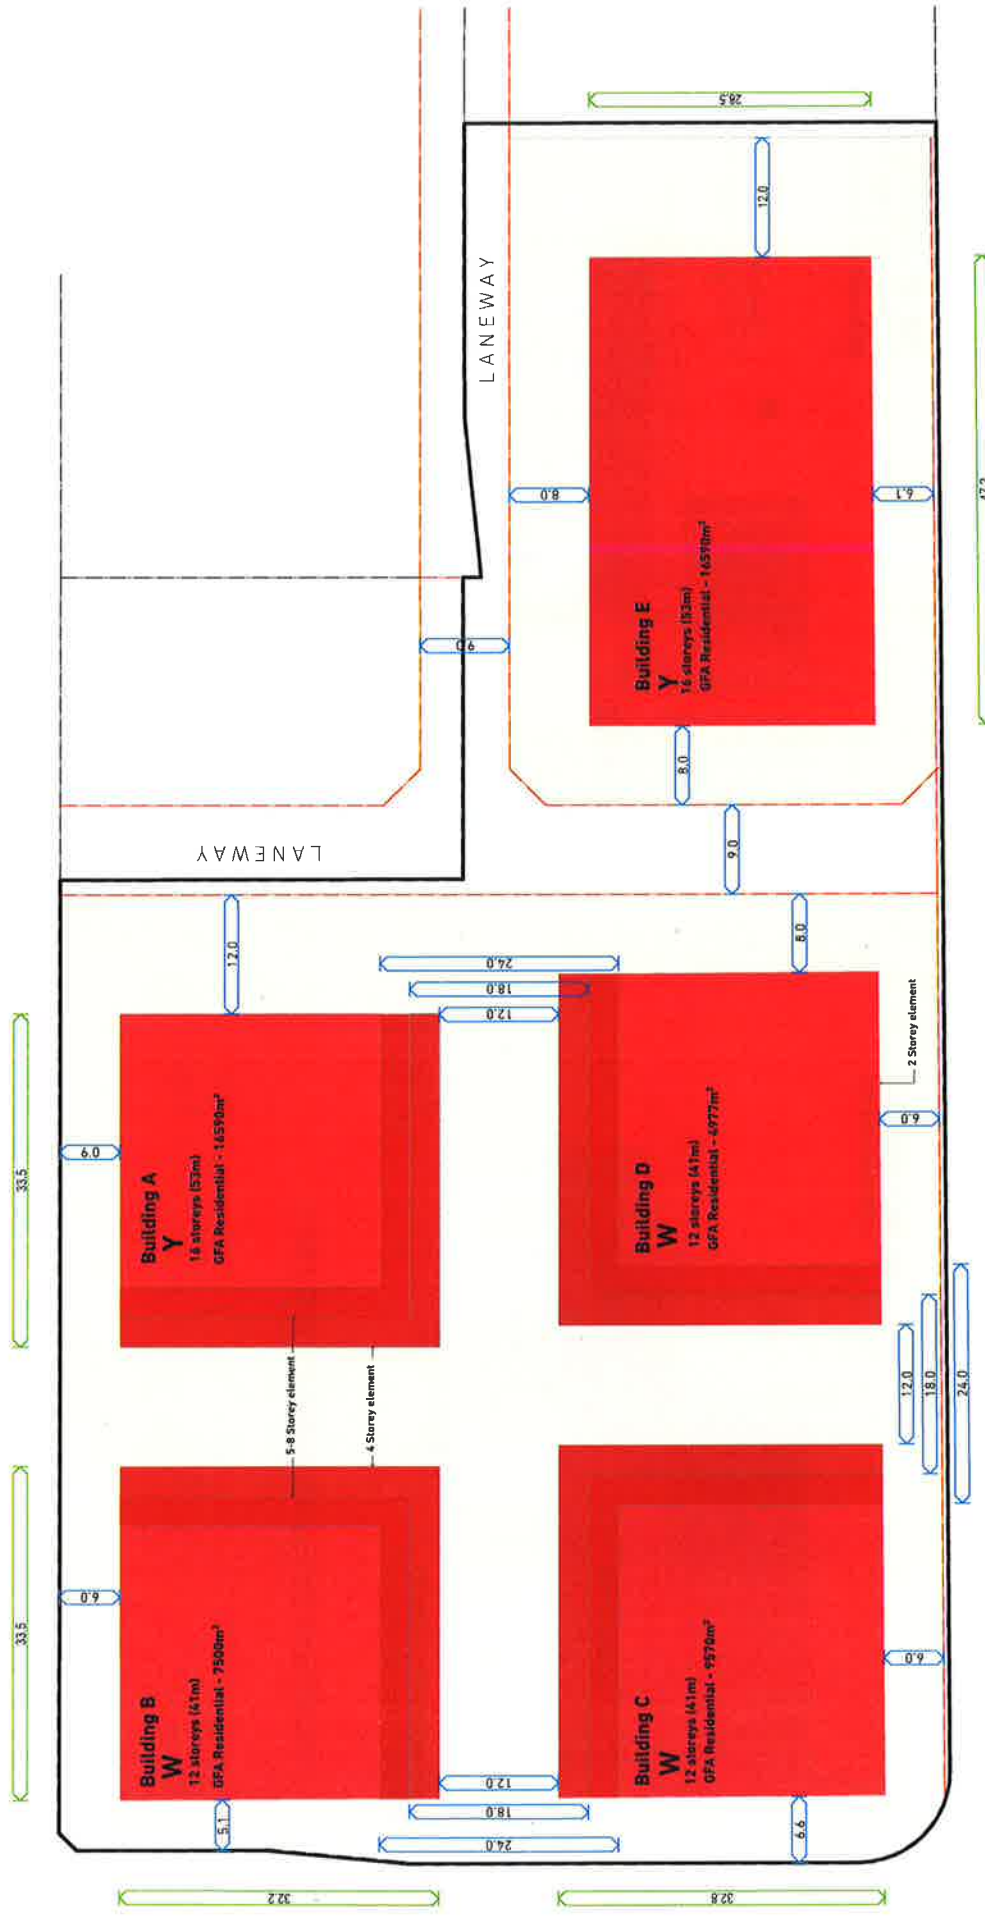 28.5
12.0
LANEWAY
8.0
6.1
Building E
Y
16 storeys (53m)
GFA Residential - 16590m²
9.0
8.0
LANEWAY
9.0
12.0
8.0
24.0
18.0
12.0
33.5
6.0
Building A
Y
16 storeys (53m)
GFA Residential - 16590m²
2 Storey element
6.0
Building D
W
12 storeys (41m)
GFA Residential - 6977m²
5-8 Storey element
4 Storey element
12.0
18.0
24.0
33.5
6.0
Building B
W
12 storeys (41m)
GFA Residential - 7500m²
Building C
W
12 storeys (41m)
GFA Residential - 9570m²
6.0
5.1
12.0
18.0
24.0
6.6
32.2
32.8